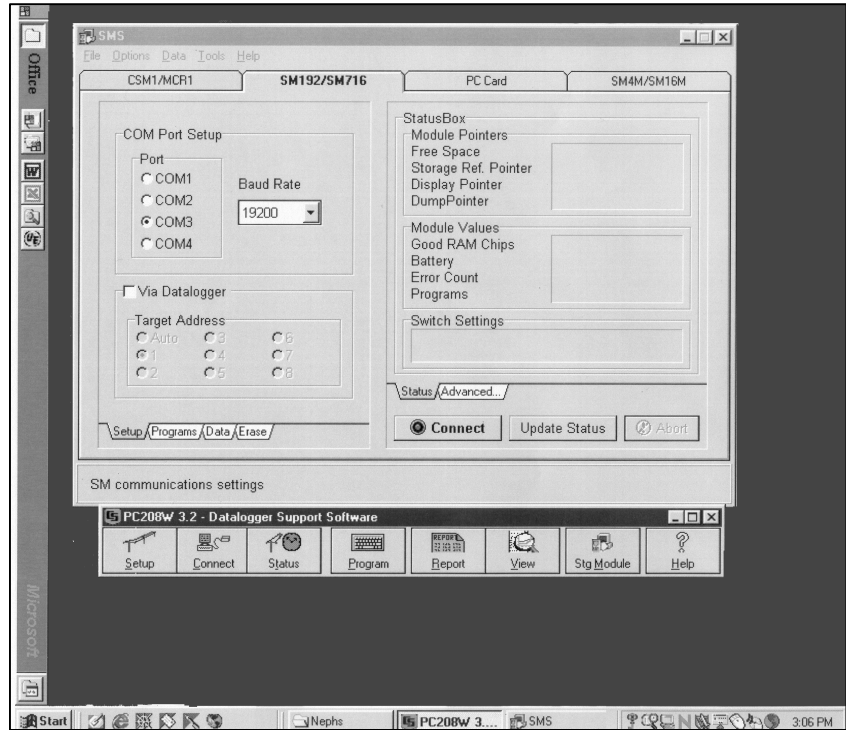 Office
SMS
File Options Data Tools Help
CSM1/MCR1 SM192/SM716 PC Card SM4M/SM16M
COM Port Setup
Port
COM1
COM2
COM3
COM4
Baud Rate
19200
Via Datalogger
Target Address
Auto 3 6
1 4 7
2 5 8
Setup Programs Data Erase
StatusBox
Module Pointers
Free Space
Storage Ref. Pointer
Display Pointer
DumpPointer
Module Values
Good RAM Chips
Battery
Error Count
Programs
Switch Settings
Status Advanced...
Connect Update Status Abort
SM communications settings
PC208W 3.2 - Datalogger Support Software
REPORT
Setup Connect Status Program Report View Stg Module Help
Microsoft
Start Nephs PC208W 3.... SMS 3:06 PM